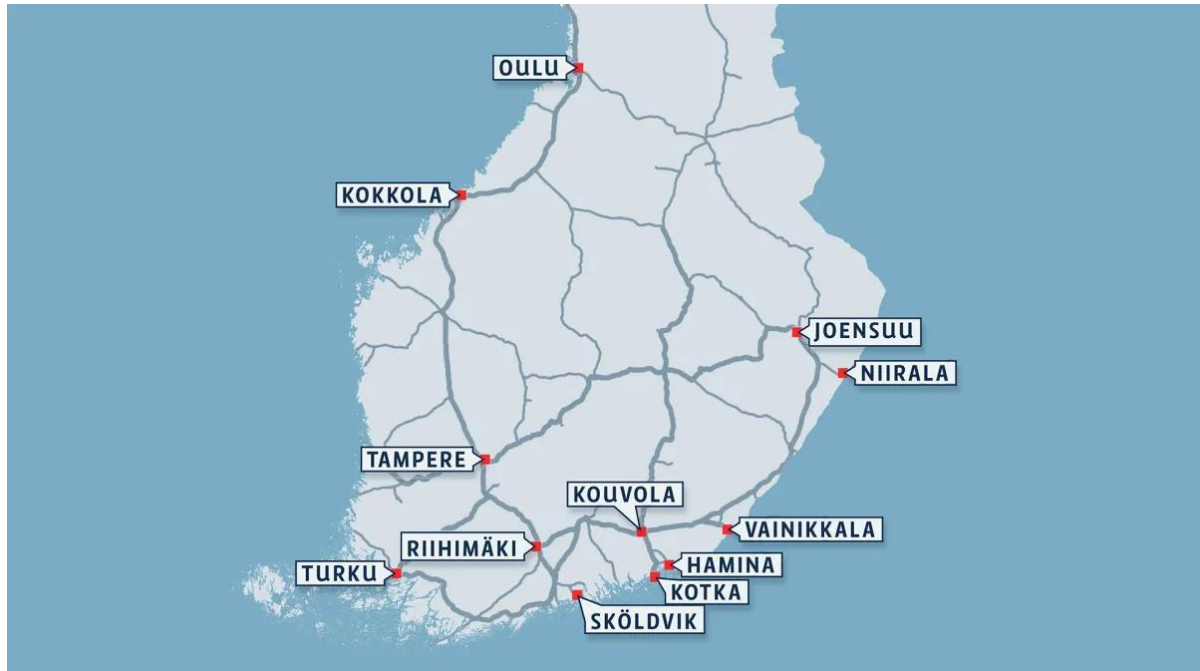 OULU
KOKKOLA
JOENSUU
NIIRALA
TAMPERE
KOUVOLA
VAINIKKALA
RIIHIMÄKI
HAMINA
TURKU
KOTKA
SKÖLDVIK